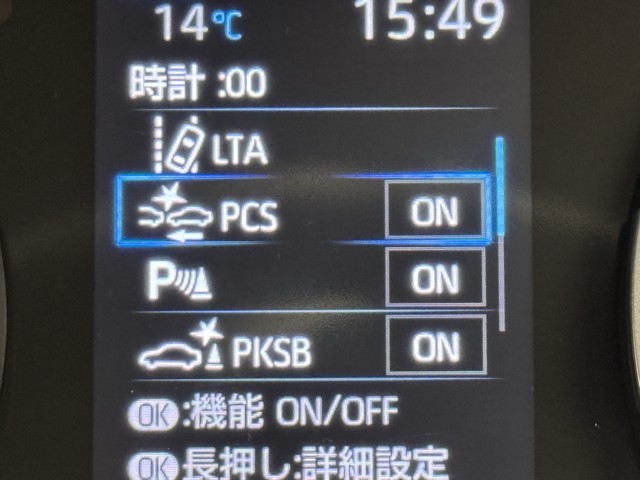 14℃ 15:49
時計 :00
LTA
PCS ON
P ON
PKSB ON
OK:機能 ON/OFF
OK長押し:詳細設定